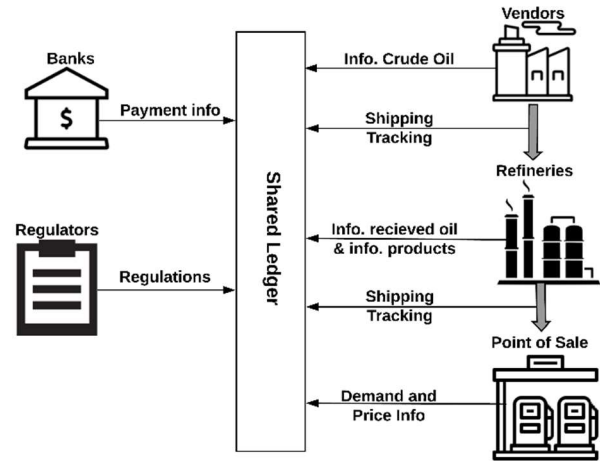 Vendors
Banks
Info. Crude Oil
$
Payment info
Shipping
Tracking
Refineries
Shared Ledger
Regulators
Info. recieved oil
& info. products
Regulations
Shipping
Tracking
Point of Sale
Demand and
Price Info